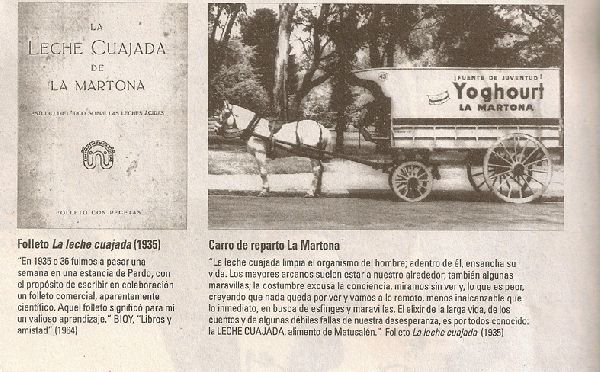 LA
LECHE CUAJADA
DE
LA MARTONA
LECHES ACIDAS
FOLLETO CON RECETAS
¡FUENTE DE JUVENTUD!
Yoghourt
LA MARTONA
Folleto La leche cuajada (1935)
"En 1935 o 36 fuimos a pasar una
semana en una estancia de Pardo, con
el propósito de escribir en colaboración
un folleto comercial, aparentemente
científico. Aquel folleto significó para mí
un valioso aprendizaje." BIOY, "Libros y
amistad" (1964)
Carro de reparto La Martona
"La leche cuajada limpia el organismo del hombre; adentro de él, ensancha su
vida. Los mayores arcanos suelen estar a nuestro alrededor; también algunas
maravillas; la costumbre excusa la conciencia, miramos sin ver y, lo que es peor,
creyendo que nada queda por ver y vamos a lo remoto, menos inalcanzable que
lo inmediato, en busca de esfinges y maravillas. El elixir de la larga vida, de los
cuentos y de algunas débiles fallas de nuestra desesperanza, es por todos conocido:
la LECHE CUAJADA, alimento de Matusalén." Folleto La leche cuajada (1935)